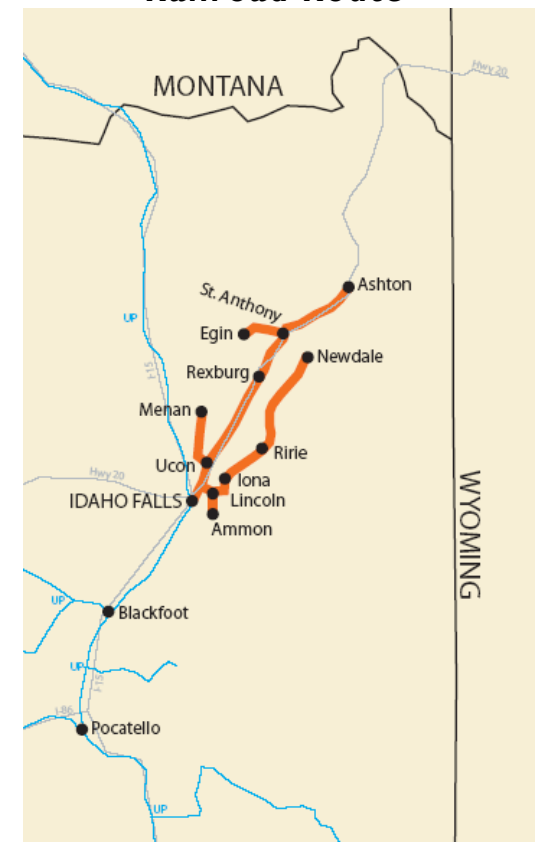 MONTANA
Hwy 20
Ashton
St. Anthony
UP
Egin
Newdale
I-15
Rexburg
Menan
Ririe
Ucon
Hwy 20
Iona
IDAHO FALLS
Lincoln
WYOMING
Ammon
UP
Blackfoot
UP
I-15
I-86
Pocatello
UP